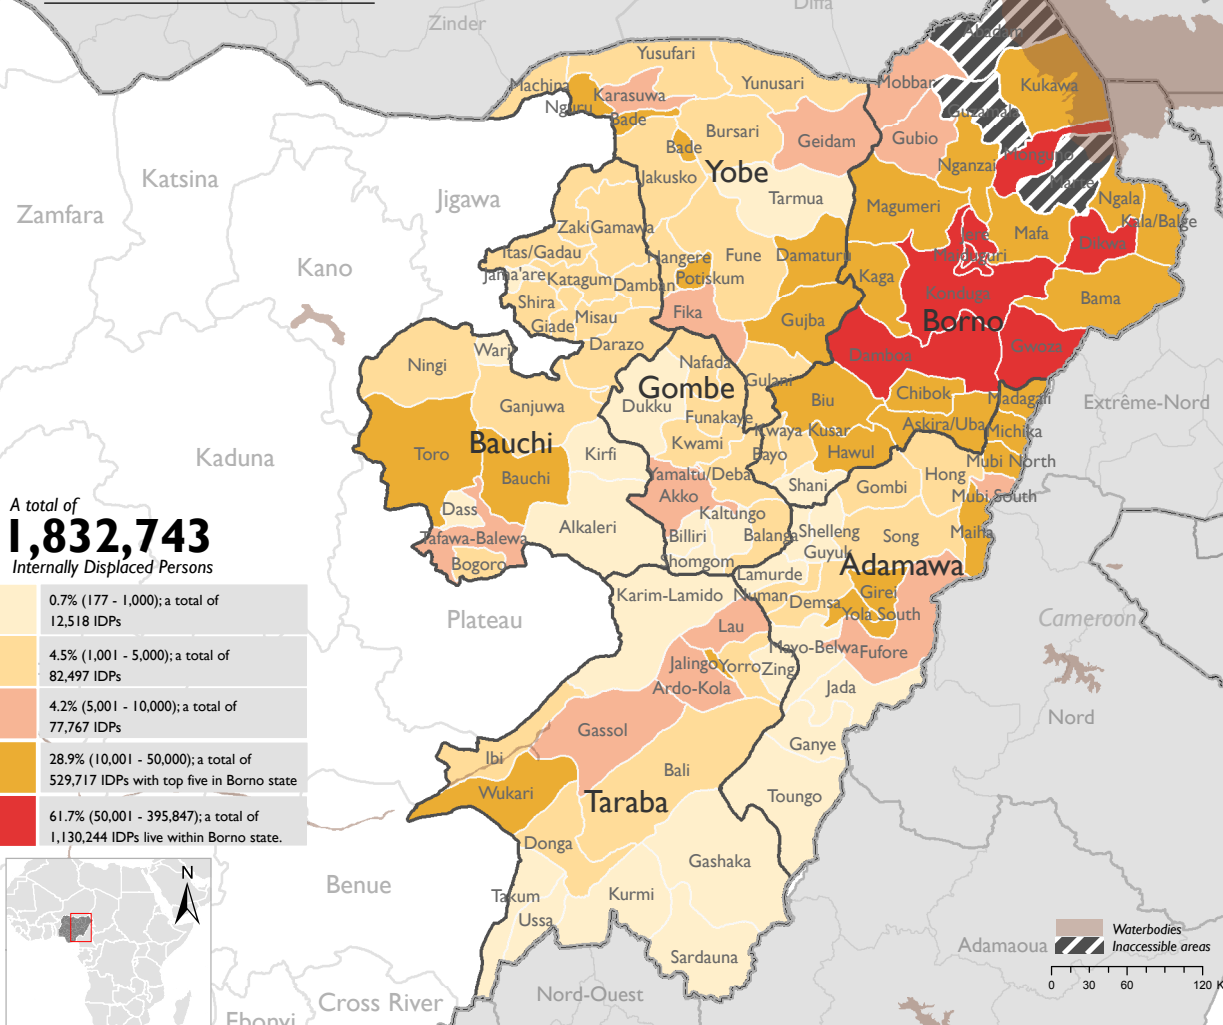 Zinder
Diffa
Abadam
Yusufari
Machina
Yunusari
Mobbar
Kukawa
Karasuwa
Nguru
Bade
Guzamala
Bursari
Geidam
Gubio
Bade
Monguno
Nganzai
Yobe
Katsina
Jakusko
Marte
Jigawa
Tarmua
Ngala
Zamfara
Magumeri
Kala/Balge
Zaki
Gamawa
Jere
Mafa
Dikwa
Itas/Gadau
Nangere
Fune
Damaturu
Maiduguri
Kano
Jama'are
Katagum
Damban
Potiskum
Kaga
Konduga
Bama
Shira
Misau
Fika
Gujba
Borno
Giade
Darazo
Damboa
Gwoza
Warji
Ningi
Nafada
Gulani
Gombe
Chibok
Madagali
Biu
Extrême-Nord
Ganjuwa
Dukku
Funakaye
Askira/Uba
Michika
Kwaya Kusar
Bauchi
Kwami
Toro
Kirfi
Bayo
Hawul
Kaduna
Mubi North
Bauchi
Yamaltu/Deba
Hong
Shani
Gombi
Akko
Mubi South
Dass
Kaltungo
Alkaleri
Shelleng
Maiha
Billiri
Balanga
Song
Tafawa-Balewa
Guyuk
Bogoro
Shomgom
Adamawa
Lamurde
Karim-Lamido
Numan
Girei
Demsa
Yola South
Plateau
Lau
Cameroon
Mayo-Belwa
Fufore
Jalingo
Yorro
Zing
Ardo-Kola
Jada
Nord
Gassol
Ganye
Ibi
Bali
Wukari
Taraba
Toungo
Donga
Gashaka
Benue
Takum
Kurmi
Ussa
Sardauna
Adamaoua
Nord-Ouest
Cross River
Ebonyi
A total of
1,832,743
Internally Displaced Persons
0.7% (177 - 1,000); a total of
12,518 IDPs
4.5% (1,001 - 5,000); a total of
82,497 IDPs
4.2% (5,001 - 10,000); a total of
77,767 IDPs
28.9% (10,001 - 50,000); a total of
529,717 IDPs with top five in Borno state
61.7% (50,001 - 395,847); a total of
1,130,244 IDPs live within Borno state.
N
Waterbodies
Inaccessible areas
0 30 60 120 K